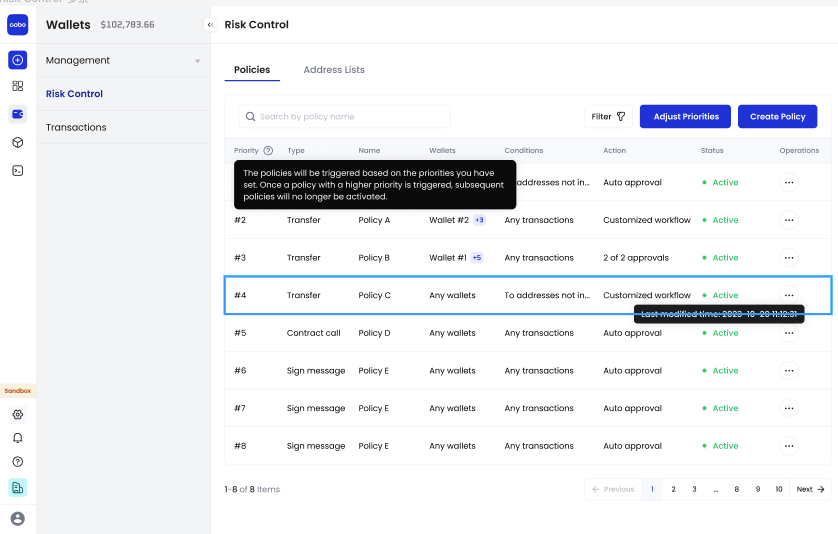 cobo
Wallets $102,783.66
Risk Control
Management
Risk Control
Transactions
Sandbox
Policies Address Lists
Search by policy name
Filter Adjust Priorities Create Policy
Priority Type Name Wallets Conditions Action Status Operations
The policies will be triggered based on the priorities you have
set. Once a policy with a higher priority is triggered, subsequent
policies will no longer be activated.
addresses not in... Auto approval Active
#2 Transfer Policy A Wallet #2 +3 Any transactions Customized workflow Active
#3 Transfer Policy B Wallet #1 +5 Any transactions 2 of 2 approvals Active
#4 Transfer Policy C Any wallets To addresses not in... Customized workflow Active
Last modified time: 2023-10-20 11:12:31
#5 Contract call Policy D Any wallets Any transactions Auto approval Active
#6 Sign message Policy E Any wallets Any transactions Auto approval Active
#7 Sign message Policy E Any wallets Any transactions Auto approval Active
#8 Sign message Policy E Any wallets Any transactions Auto approval Active
1-8 of 8 Items
Previous 1 2 3 ... 8 9 10 Next